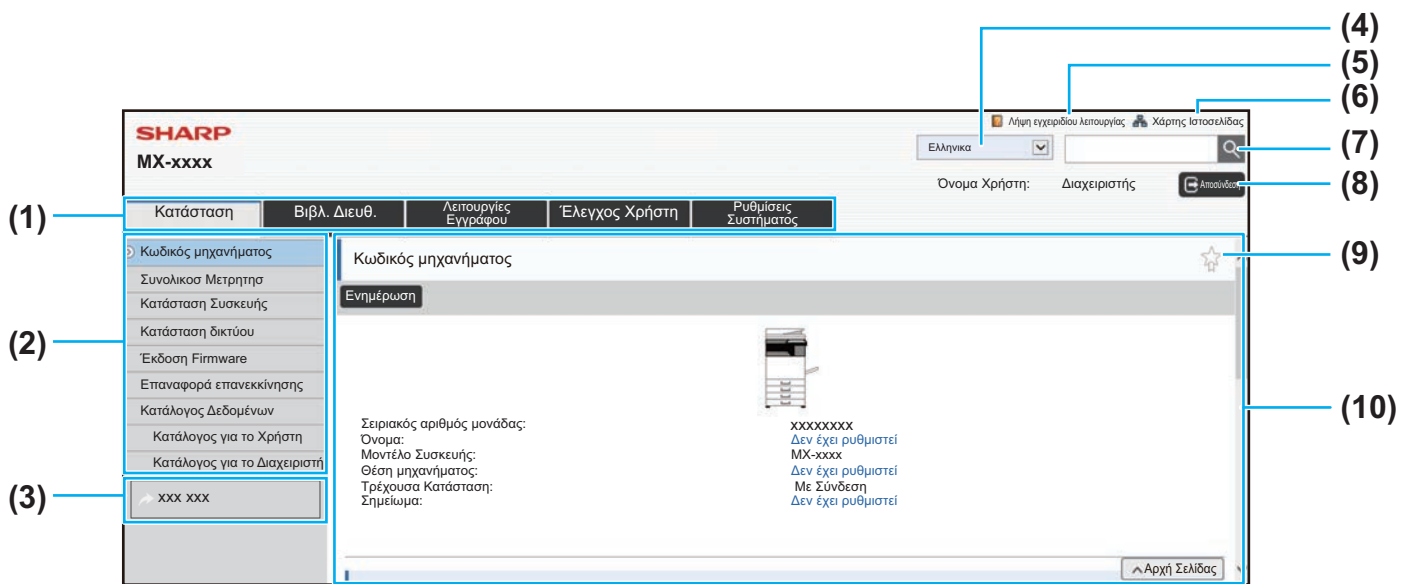 (4)
(5)
(6)
Λήψη εγχειριδίου λειτουργίας Χάρτης Ιστοσελίδας
SHARP
MX-xxxx
Ελληνικα
(7)
Όνομα Χρήστη: Διαχειριστής Αποσύνδεση
(8)
(1)
Κατάσταση Βιβλ. Διευθ. Λειτουργίες Εγγράφου Έλεγχος Χρήστη Ρυθμίσεις Συστήματος
(2)
Κωδικός μηχανήματος
Συνολικοσ Μετρητησ
Κατάσταση Συσκευής
Κατάσταση δικτύου
Έκδοση Firmware
Επαναφορά επανεκκίνησης
Κατάλογος Δεδομένων
Κατάλογος για το Χρήστη
Κατάλογος για το Διαχειριστή
(3)
xxx xxx
Κωδικός μηχανήματος
(9)
Ενημέρωση
(10)
Σειριακός αριθμός μονάδας: xxxxxxxx
Όνομα: Δεν έχει ρυθμιστεί
Μοντέλο Συσκευής: MX-xxxx
Θέση μηχανήματος: Δεν έχει ρυθμιστεί
Τρέχουσα Κατάσταση: Με Σύνδεση
Σημείωμα: Δεν έχει ρυθμιστεί
Αρχή Σελίδας